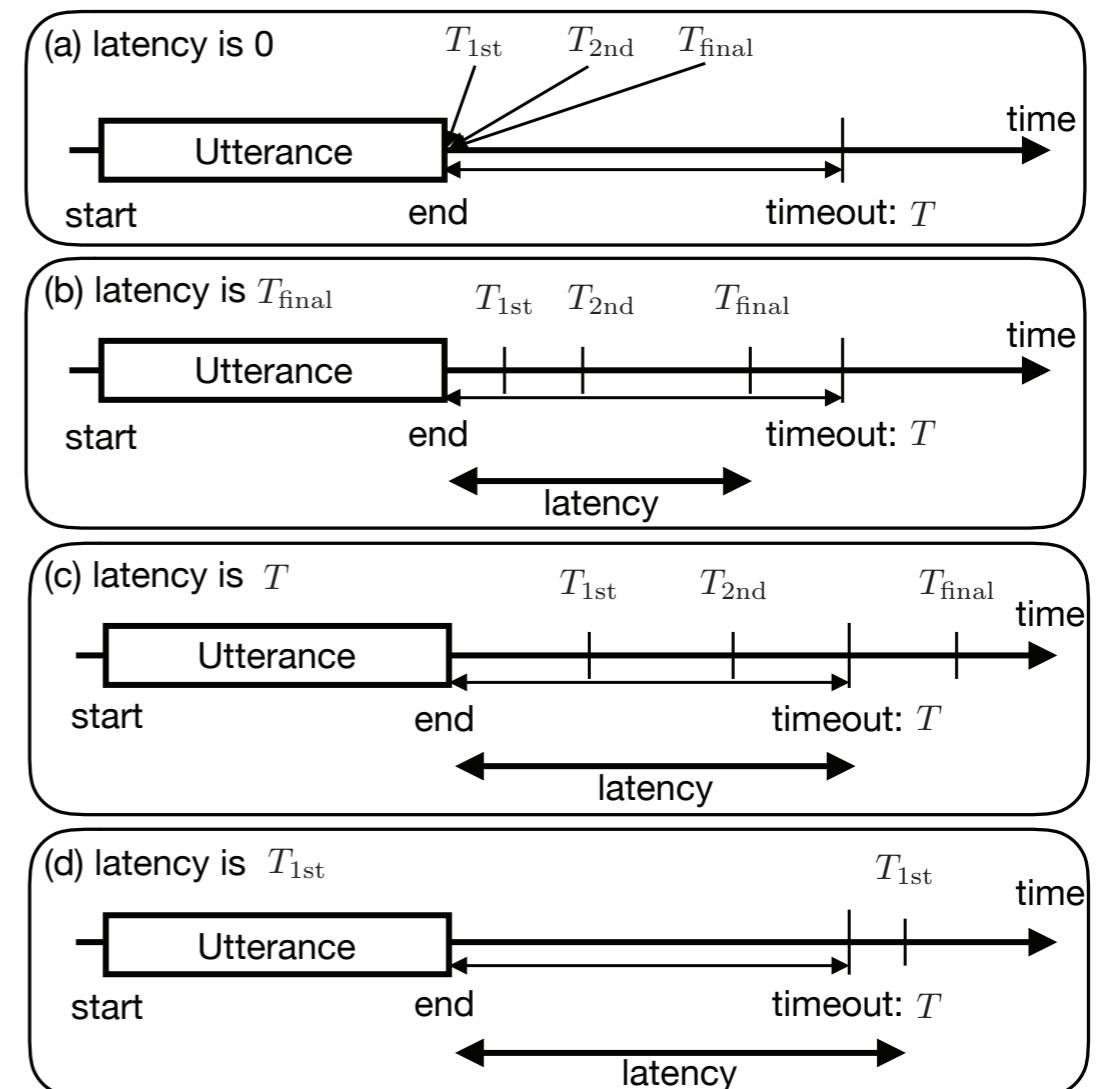 (a) latency is 0
T1st T2nd Tfinal
time
Utterance
start end timeout: T
(b) latency is Tfinal
T1st T2nd Tfinal
time
Utterance
start end timeout: T
latency
(c) latency is T
T1st T2nd Tfinal
time
Utterance
start end timeout: T
latency
(d) latency is T1st
T1st
time
Utterance
start end timeout: T
latency